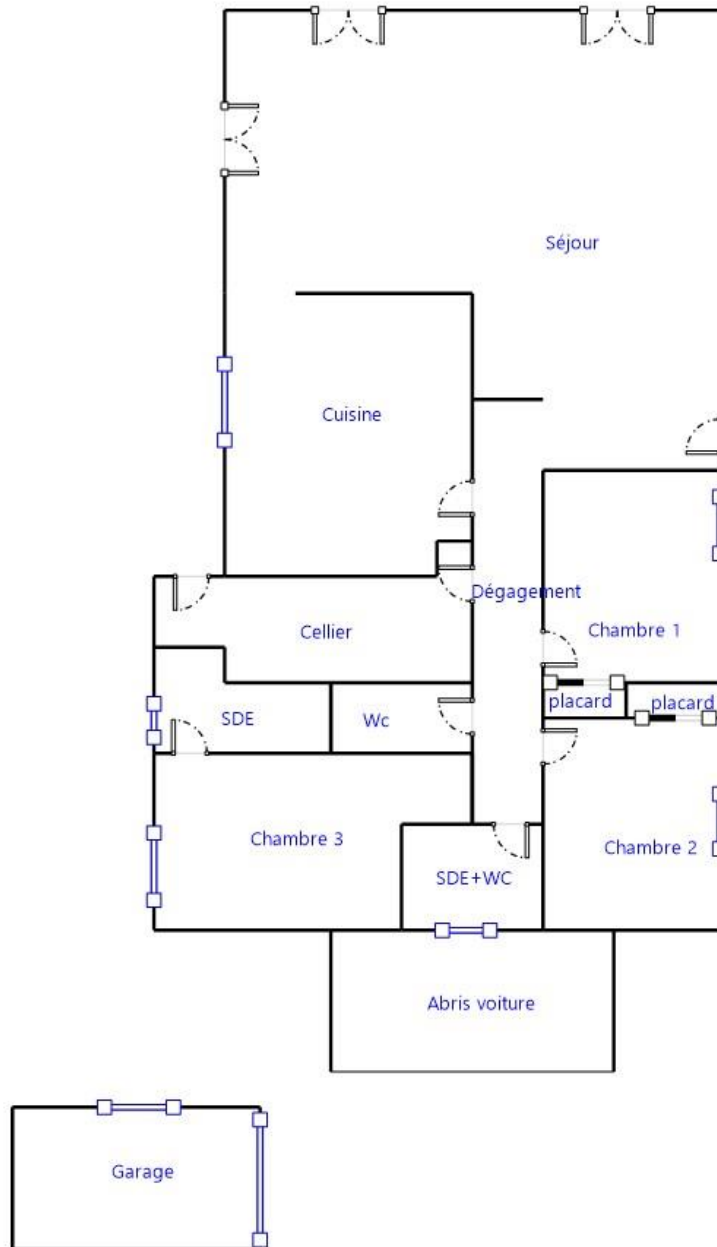 Séjour
Cuisine
Dégagement
Cellier
Chambre 1
placard
placard
SDE
Wc
Chambre 3
Chambre 2
SDE+WC
Abris voiture
Garage